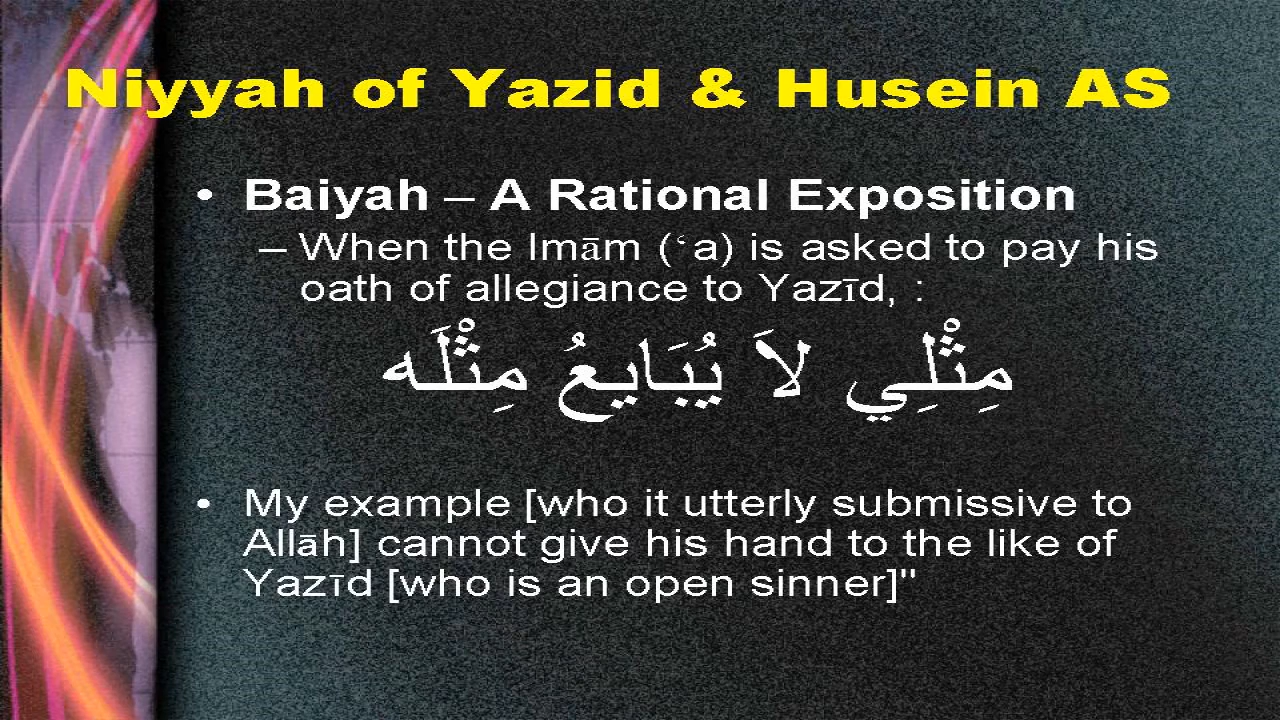 Niyyah of Yazid & Husein AS
• Baiyah – A Rational Exposition
– When the Imām (ʿa) is asked to pay his
oath of allegiance to Yazīd, :
مِثْلِي لاَ يُبَايِعُ مِثْلَه
• My example [who it utterly submissive to
Allāh] cannot give his hand to the like of
Yazīd [who is an open sinner]"